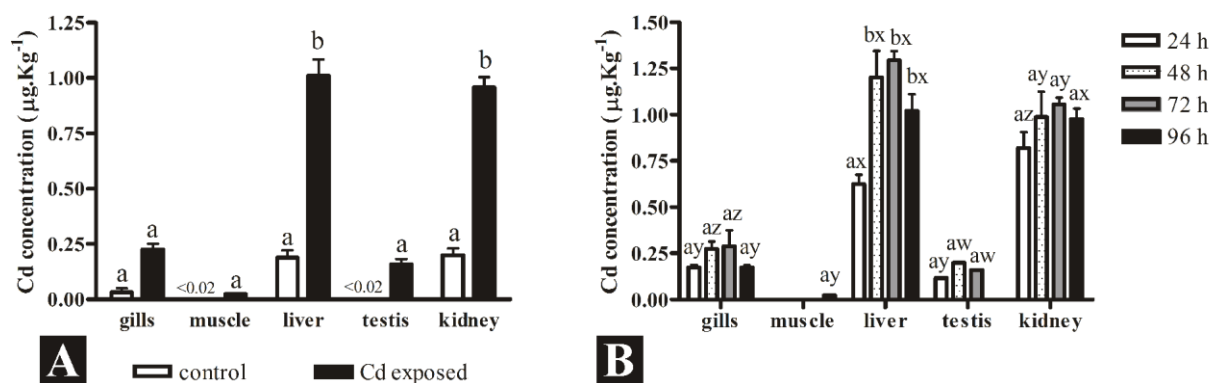 Cd concentration (µg.Kg⁻¹)
1.25
1.00
0.75
0.50
0.25
0.00
a a <0.02 a a b <0.02 a a b
gills muscle liver testis kidney
A
control Cd exposed
Cd concentration (µg.Kg⁻¹)
1.50
1.25
1.00
0.75
0.50
0.25
0.00
ay az az ay ay ax bx bx bx ay aw aw az ay ay ax
gills muscle liver testis kidney
B
24 h
48 h
72 h
96 h